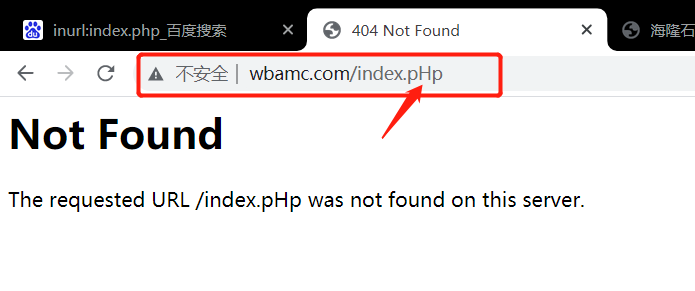 inurl:index.php_百度搜索
404 Not Found
海隆石
不安全 | wbamc.com/index.pHp
Not Found
The requested URL /index.pHp was not found on this server.